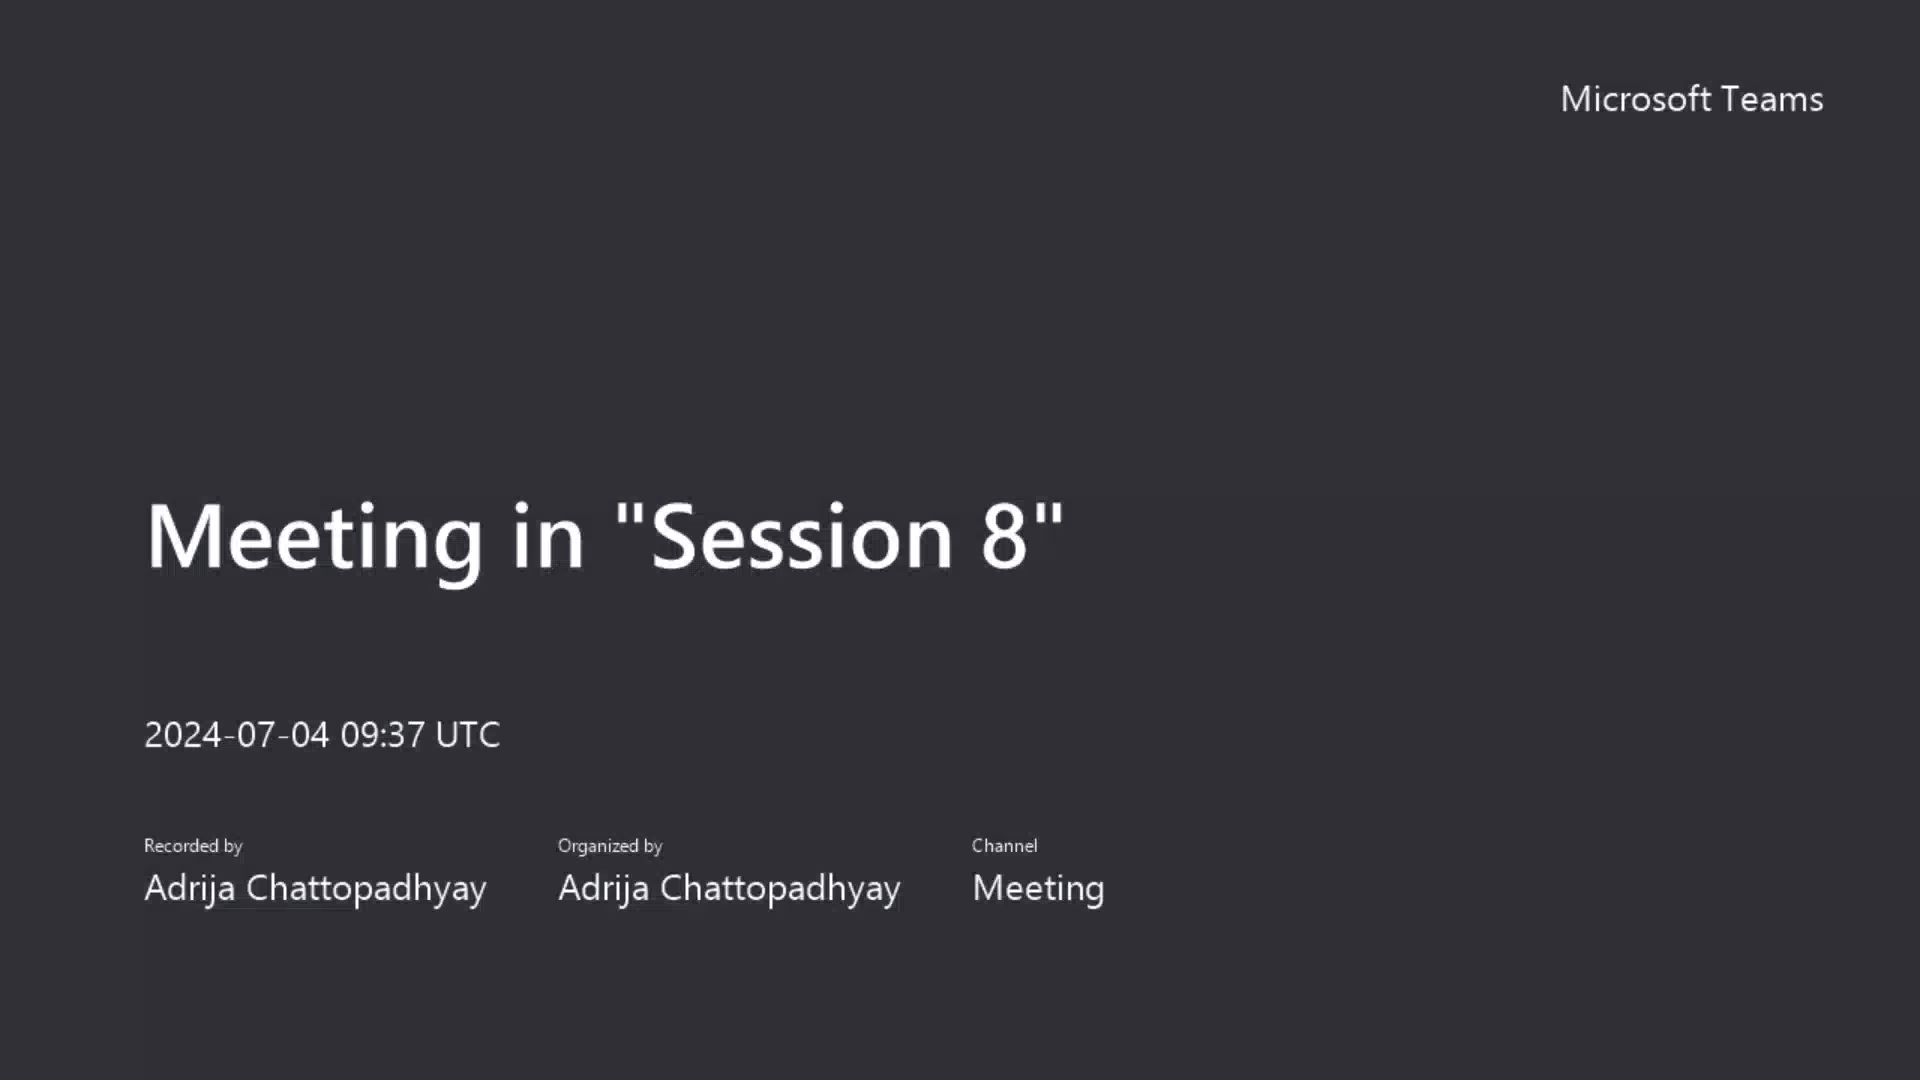 Microsoft Teams
Meeting in "Session 8"
2024-07-04 09:37 UTC
Recorded by
Adrija Chattopadhyay
Organized by
Adrija Chattopadhyay
Channel
Meeting